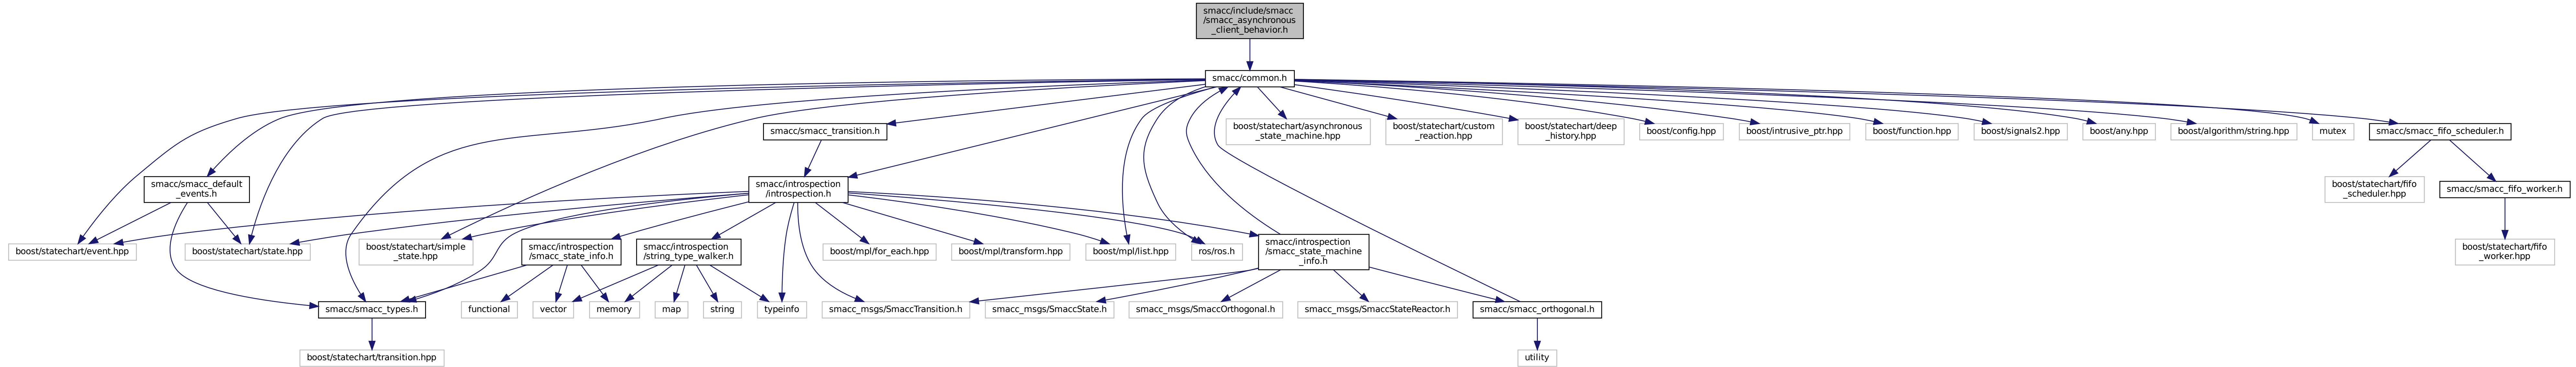 smacc/include/smacc
/smacc_asynchronous
_client_behavior.h
smacc/common.h
smacc/smacc_transition.h
boost/statechart/asynchronous
_state_machine.hpp
boost/statechart/custom
_reaction.hpp
boost/statechart/deep
_history.hpp
boost/config.hpp
boost/intrusive_ptr.hpp
boost/function.hpp
boost/signals2.hpp
boost/any.hpp
boost/algorithm/string.hpp
mutex
smacc/smacc_fifo_scheduler.h
smacc/smacc_default
_events.h
smacc/introspection
/introspection.h
boost/statechart/fifo
_scheduler.hpp
smacc/smacc_fifo_worker.h
boost/statechart/event.hpp
boost/statechart/state.hpp
boost/statechart/simple
_state.hpp
smacc/introspection
/smacc_state_info.h
smacc/introspection
/string_type_walker.h
boost/mpl/for_each.hpp
boost/mpl/transform.hpp
boost/mpl/list.hpp
ros/ros.h
smacc/introspection
/smacc_state_machine
_info.h
boost/statechart/fifo
_worker.hpp
smacc/smacc_types.h
functional
vector
memory
map
string
typeinfo
smacc_msgs/SmaccTransition.h
smacc_msgs/SmaccState.h
smacc_msgs/SmaccOrthogonal.h
smacc_msgs/SmaccStateReactor.h
smacc/smacc_orthogonal.h
boost/statechart/transition.hpp
utility